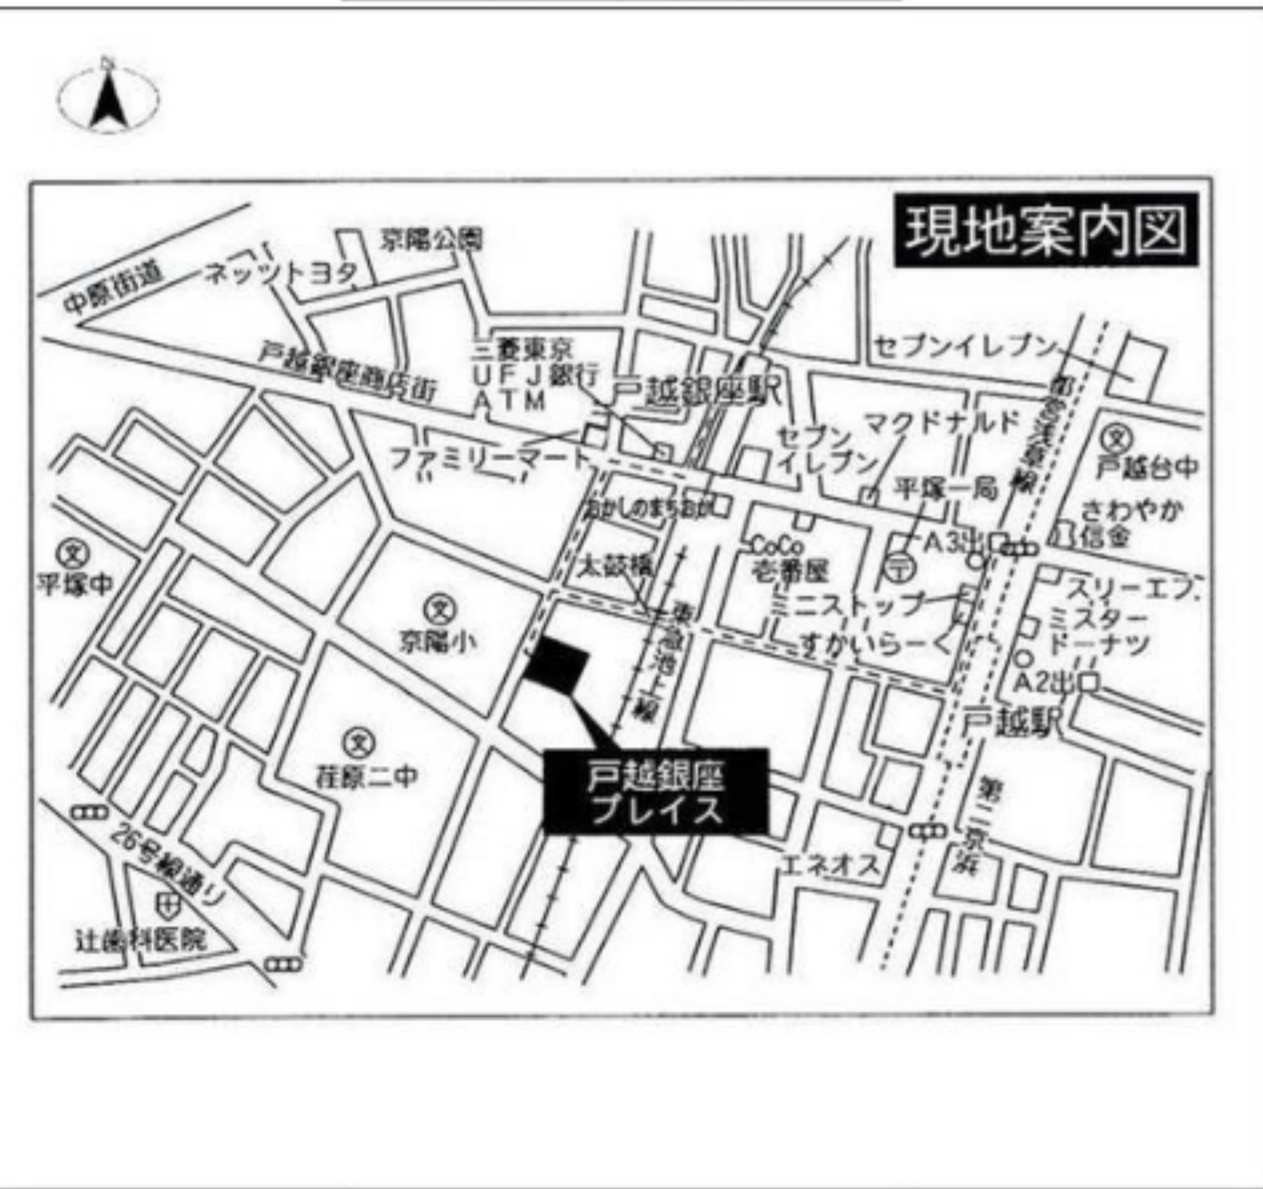 N
現地案内図
京陽公園
ネッツトヨタ
中原街道
戸越銀座商店街
三菱東京
UFJ銀行
ATM
戸越銀座駅
セブンイレブン
都営浅草線
マクドナルド
セブン
イレブン
ファミリーマート
戸越台中
平塚一局
さわやか
信金
おかしのまちおか
A3出口
CoCo
壱番屋
太鼓橋
平塚中
スリーエフ
ミニストップ
ミスター
ドーナツ
京陽小
東急池上線
すかいらーく
A2出口
戸越駅
荏原二中
戸越銀座
プレイス
第二京浜
26号線通り
エネオス
辻歯科医院